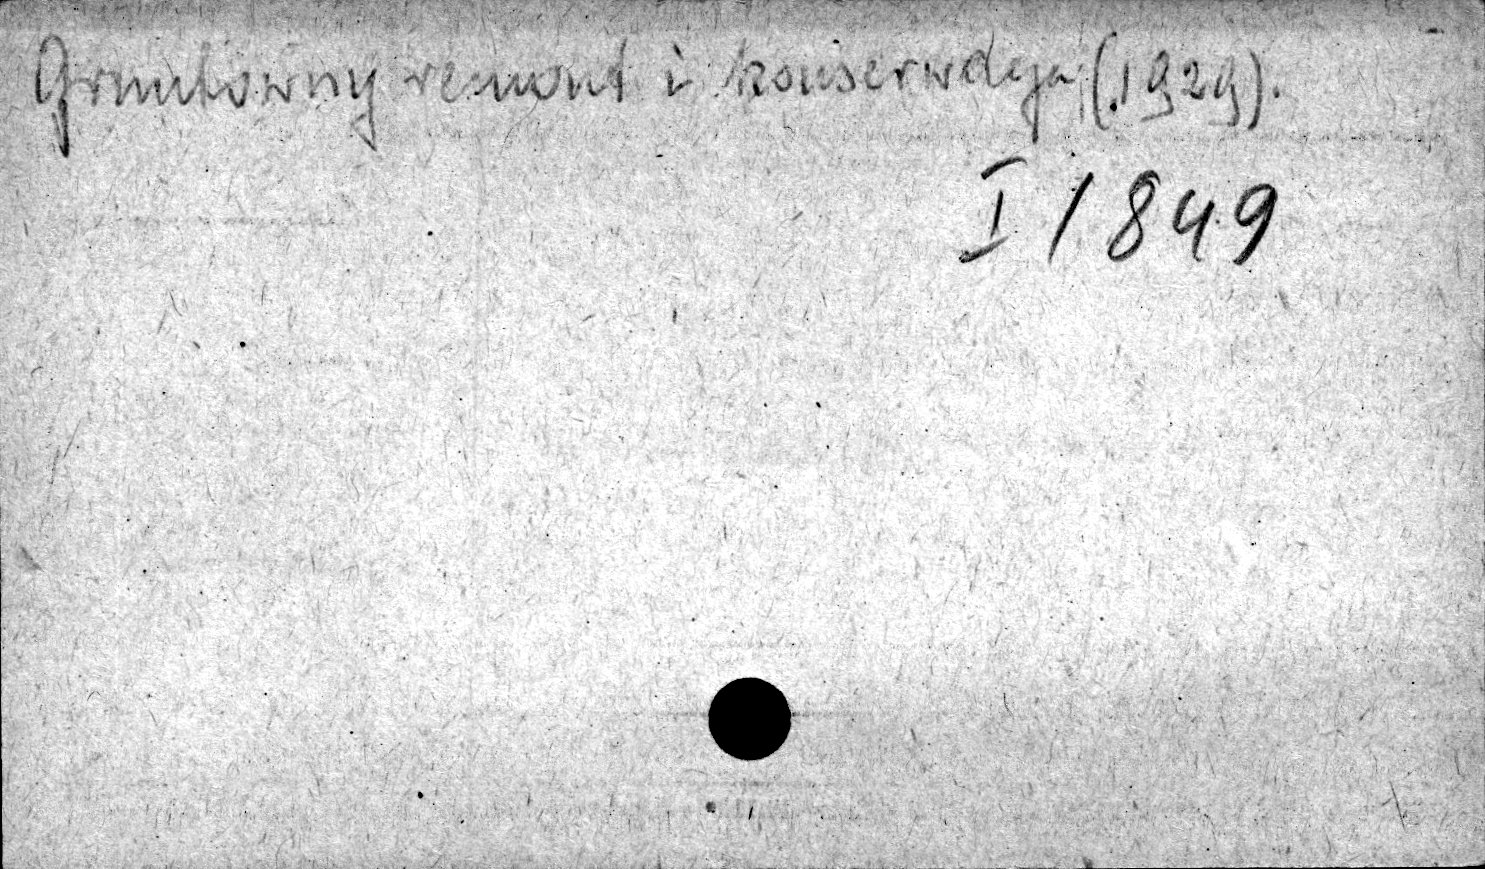 Gruntowny remont i konserwacja (1929).
I/849